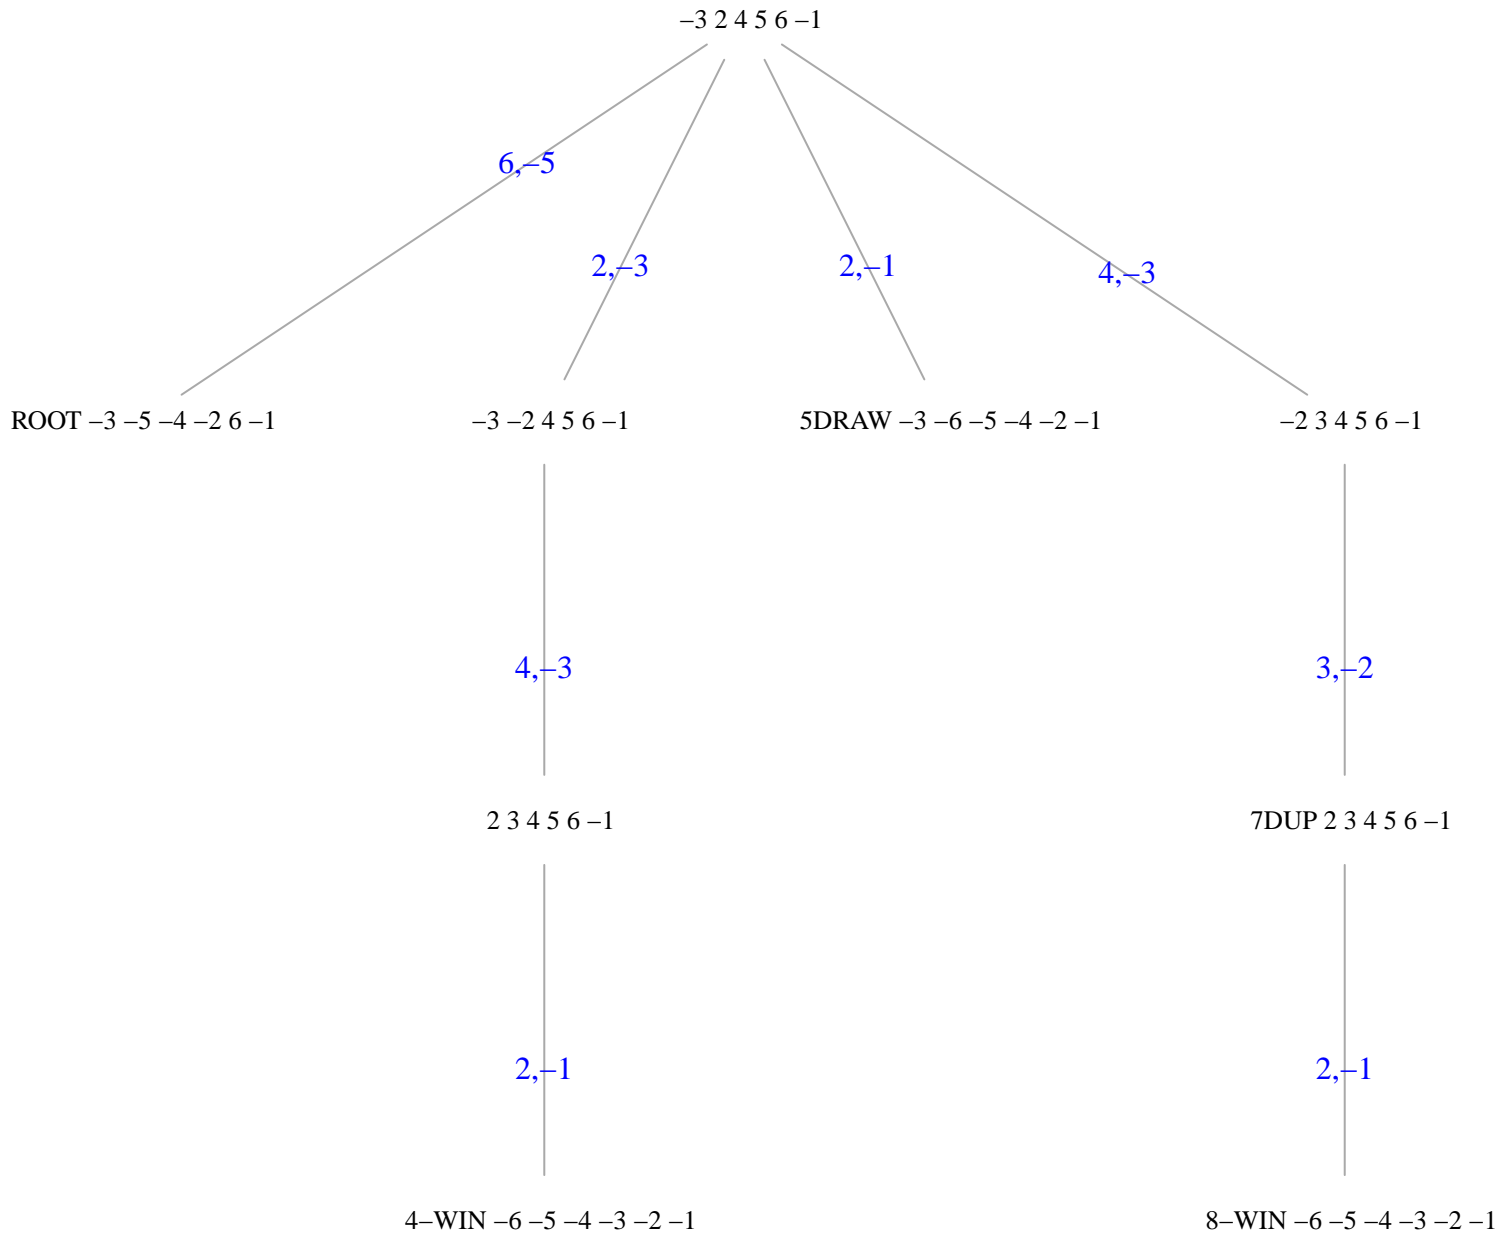 –3 2 4 5 6 –1
6,–5
2,–3
2,–1
4,–3
ROOT –3 –5 –4 –2 6 –1
–3 –2 4 5 6 –1
5DRAW –3 –6 –5 –4 –2 –1
–2 3 4 5 6 –1
4,–3
3,–2
2 3 4 5 6 –1
7DUP 2 3 4 5 6 –1
2,–1
2,–1
4–WIN –6 –5 –4 –3 –2 –1
8–WIN –6 –5 –4 –3 –2 –1